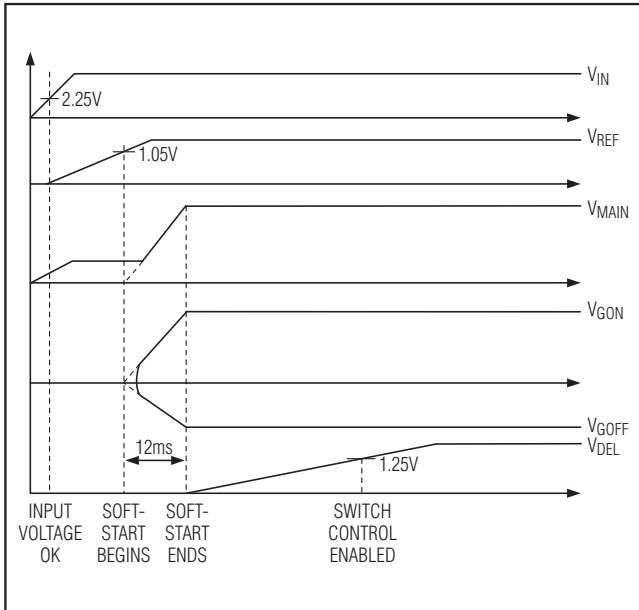 V_IN
2.25V
V_REF
1.05V
V_MAIN
V_GON
V_GOFF
12ms
V_DEL
1.25V
INPUT
VOLTAGE
OK
SOFT-
START
BEGINS
SOFT-
START
ENDS
SWITCH
CONTROL
ENABLED